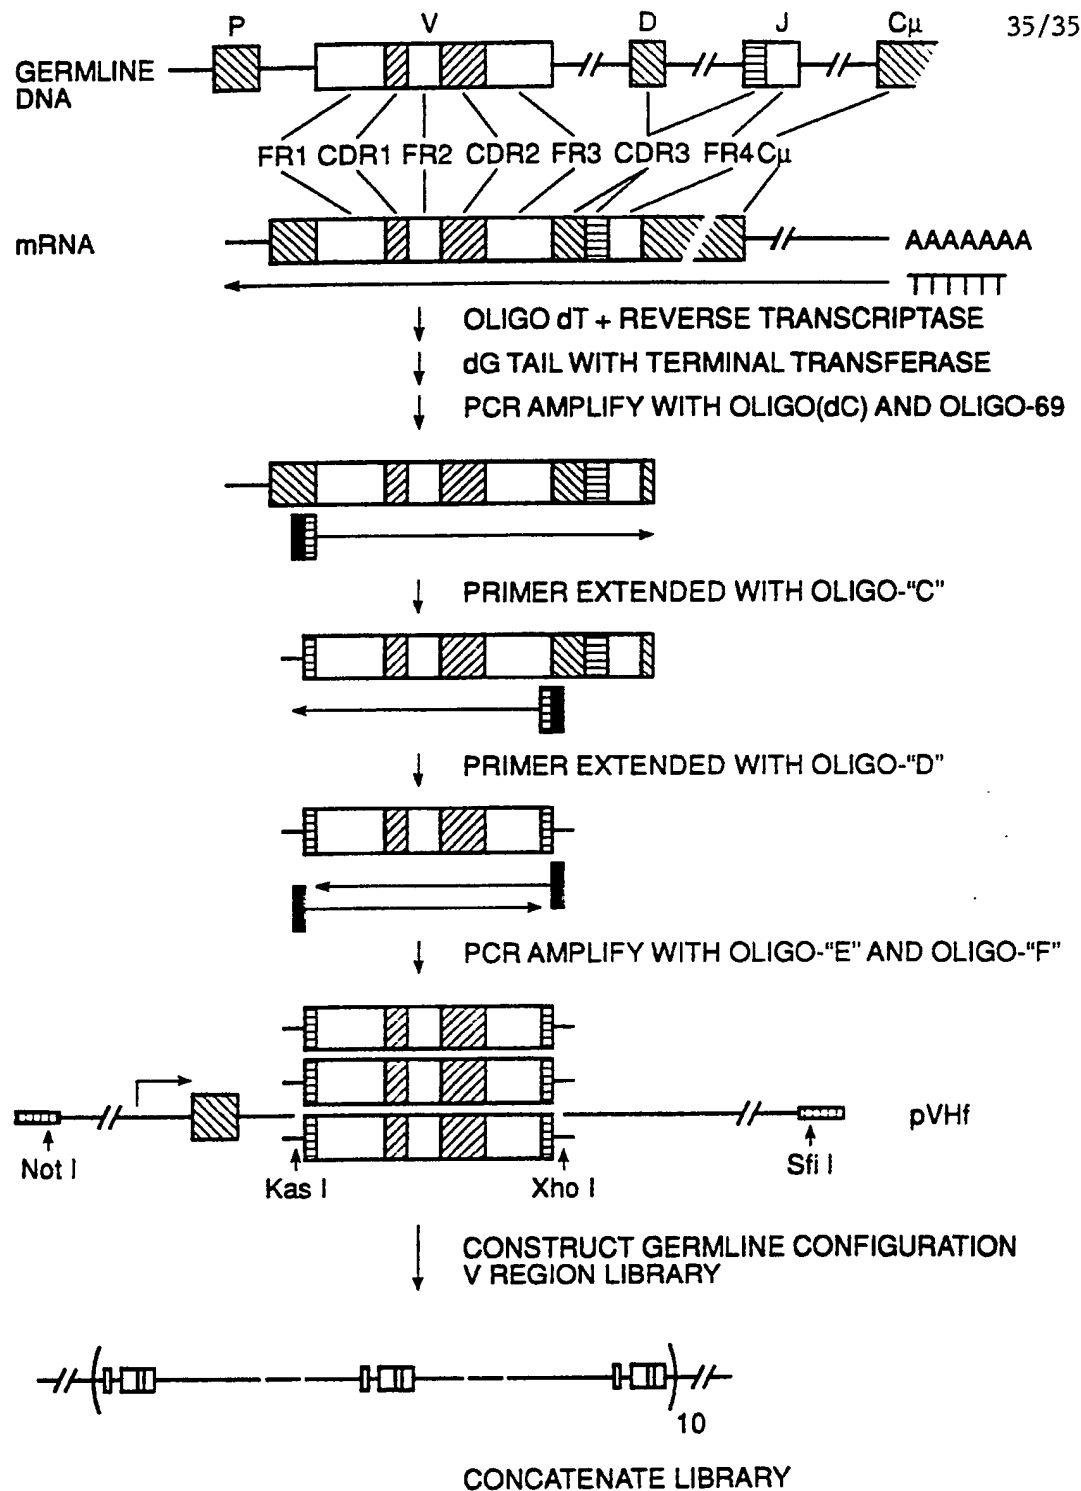 P V D J Cμ 35/35
GERMLINE
DNA
FR1 CDR1 FR2 CDR2 FR3 CDR3 FR4 Cμ
mRNA AAAAAAA
TTTTTT
OLIGO dT + REVERSE TRANSCRIPTASE
dG TAIL WITH TERMINAL TRANSFERASE
PCR AMPLIFY WITH OLIGO(dC) AND OLIGO-69
PRIMER EXTENDED WITH OLIGO-“C”
PRIMER EXTENDED WITH OLIGO-“D”
PCR AMPLIFY WITH OLIGO-“E” AND OLIGO-“F”
pVHf
Not I Kas I Xho I Sfi I
CONSTRUCT GERMLINE CONFIGURATION
V REGION LIBRARY
10
CONCATENATE LIBRARY